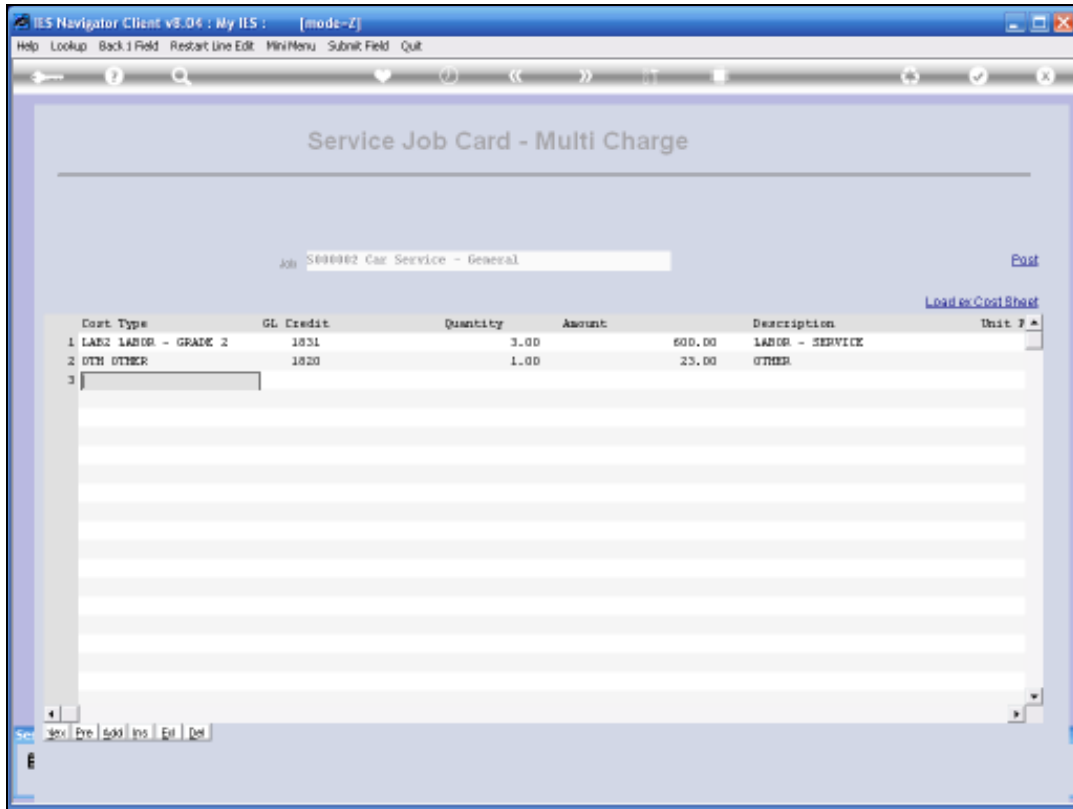 IES Navigator Client v8.04 : My IES : [mode=Z]
Help Lookup Back 1 Field Restart Line Edit MiniMenu Submit Field Quit
Service Job Card - Multi Charge
Job S000002 Car Service - General Post
Load ex Cost Sheet
Cost Type GL Credit Quantity Amount Description Unit
1 LAB2 LABOR - GRADE 2 1831 3.00 600.00 LABOR - SERVICE
2 OTH OTHER 1820 1.00 23.00 OTHER
3
Pre Add Ins Del